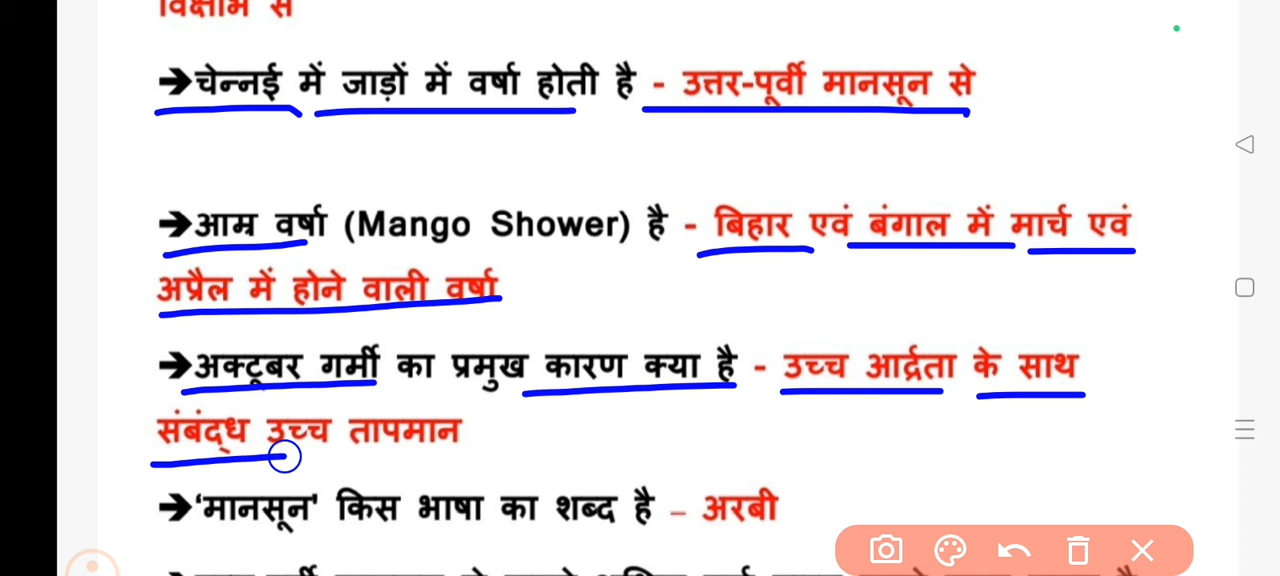 विक्षोभ से
➔चेन्नई में जाड़ों में वर्षा होती है - उत्तर-पूर्वी मानसून से
➔आम्र वर्षा (Mango Shower) है - बिहार एवं बंगाल में मार्च एवं
अप्रैल में होने वाली वर्षा
➔अक्टूबर गर्मी का प्रमुख कारण क्या है - उच्च आर्द्रता के साथ
संबंद्ध उच्च तापमान
➔'मानसून' किस भाषा का शब्द है – अरबी